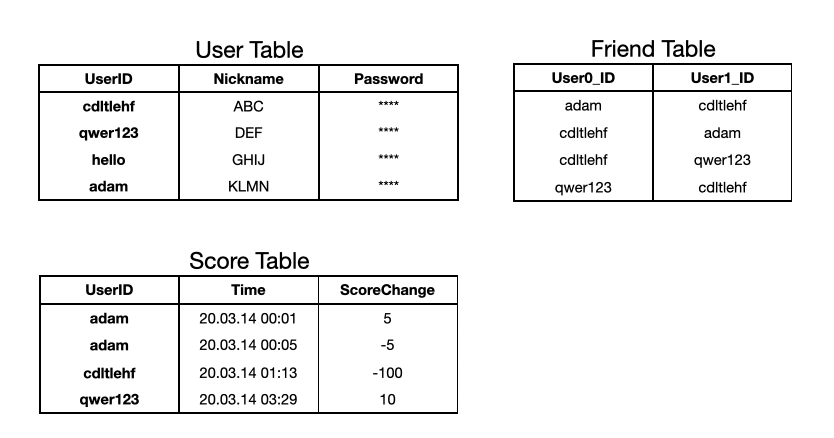 User Table
UserID Nickname Password
cdltlehf ABC ****
qwer123 DEF ****
hello GHIJ ****
adam KLMN ****
Friend Table
User0_ID User1_ID
adam cdltlehf
cdltlehf adam
cdltlehf qwer123
qwer123 cdltlehf
Score Table
UserID Time ScoreChange
adam 20.03.14 00:01 5
adam 20.03.14 00:05 -5
cdltlehf 20.03.14 01:13 -100
qwer123 20.03.14 03:29 10